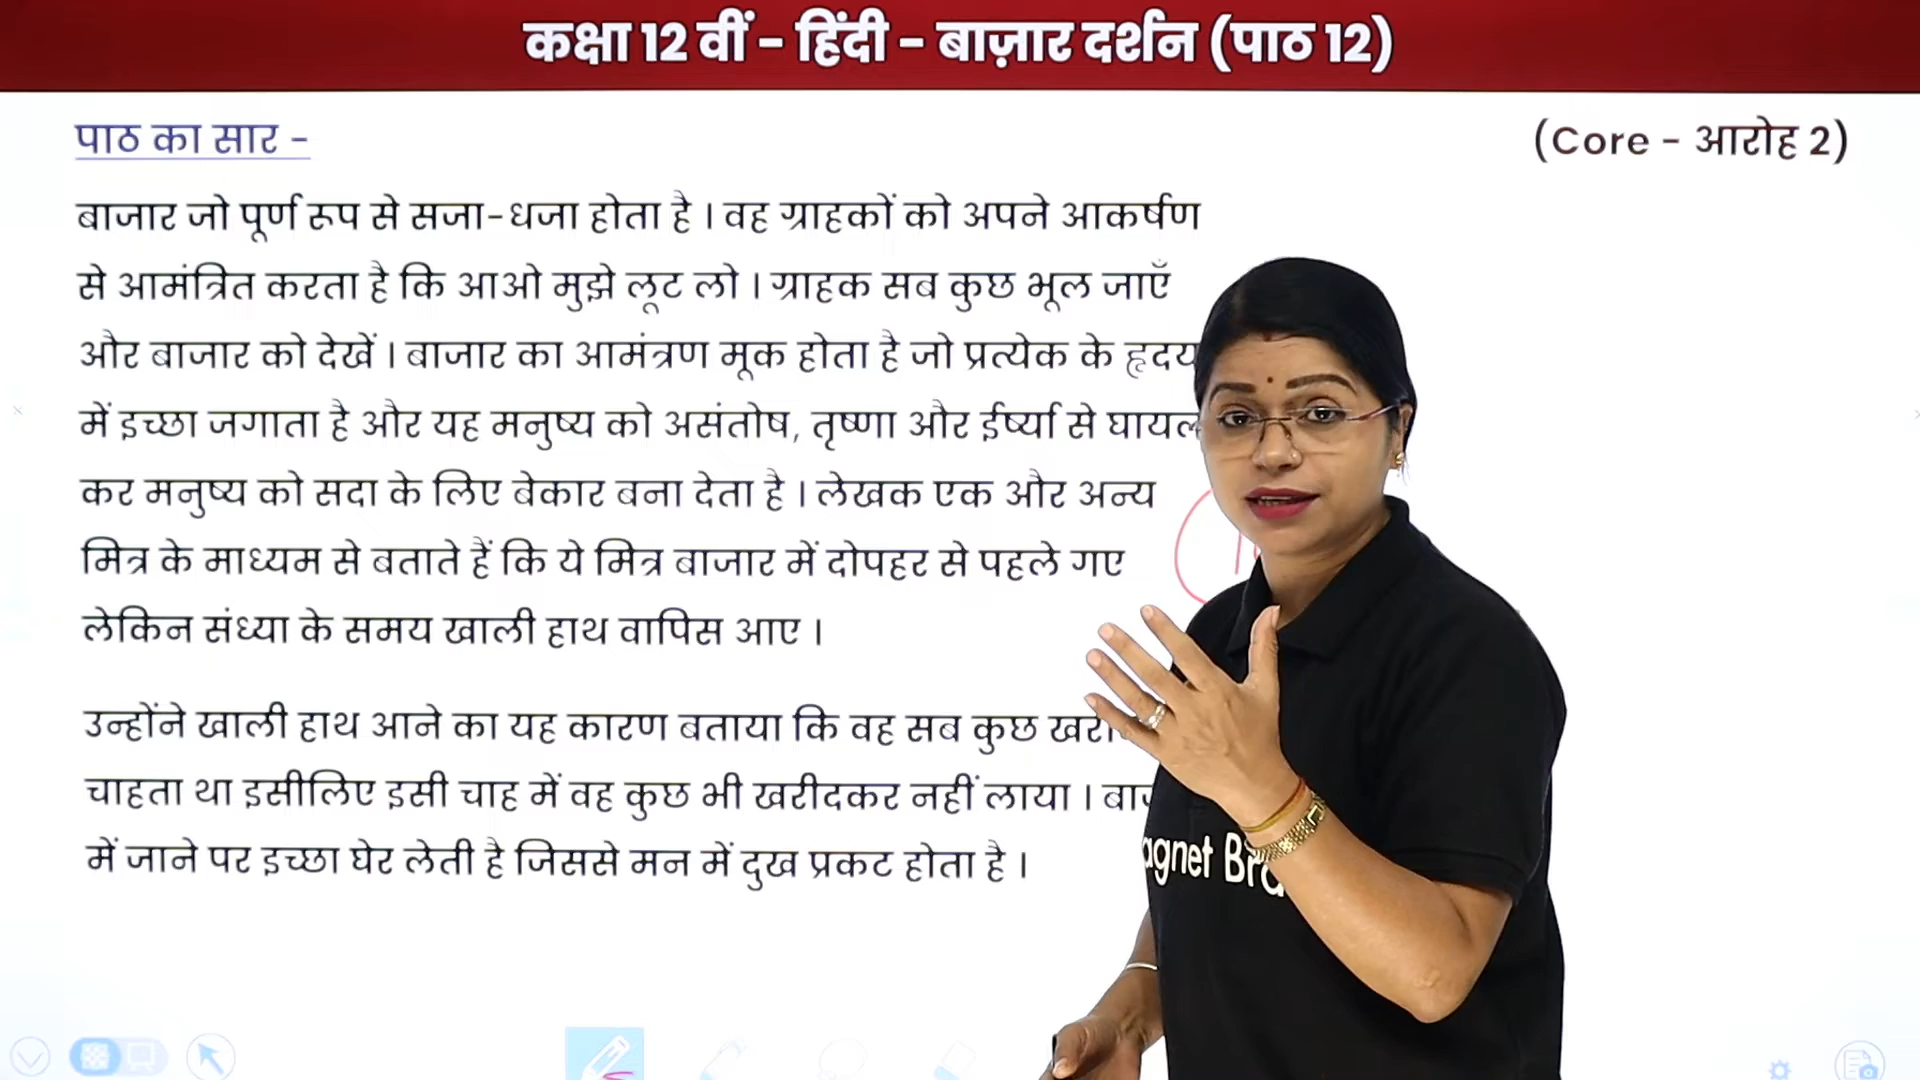 कक्षा 12 वीं - हिंदी - बाज़ार दर्शन (पाठ 12)
पाठ का सार -
(Core - आरोह 2)
बाजार जो पूर्ण रूप से सजा-धजा होता है । वह ग्राहकों को अपने आकर्षण
से आमंत्रित करता है कि आओ मुझे लूट लो । ग्राहक सब कुछ भूल जाएँ
और बाजार को देखें । बाजार का आमंत्रण मूक होता है जो प्रत्येक के हृदय
में इच्छा जगाता है और यह मनुष्य को असंतोष, तृष्णा और ईर्ष्या से घायल
कर मनुष्य को सदा के लिए बेकार बना देता है । लेखक एक और अन्य
मित्र के माध्यम से बताते हैं कि ये मित्र बाजार में दोपहर से पहले गए
लेकिन संध्या के समय खाली हाथ वापिस आए ।
उन्होंने खाली हाथ आने का यह कारण बताया कि वह सब कुछ
चाहता था इसीलिए इसी चाह में वह कुछ भी खरीदकर नहीं लाया ।
में जाने पर इच्छा घेर लेती है जिससे मन में दुख प्रकट होता है ।